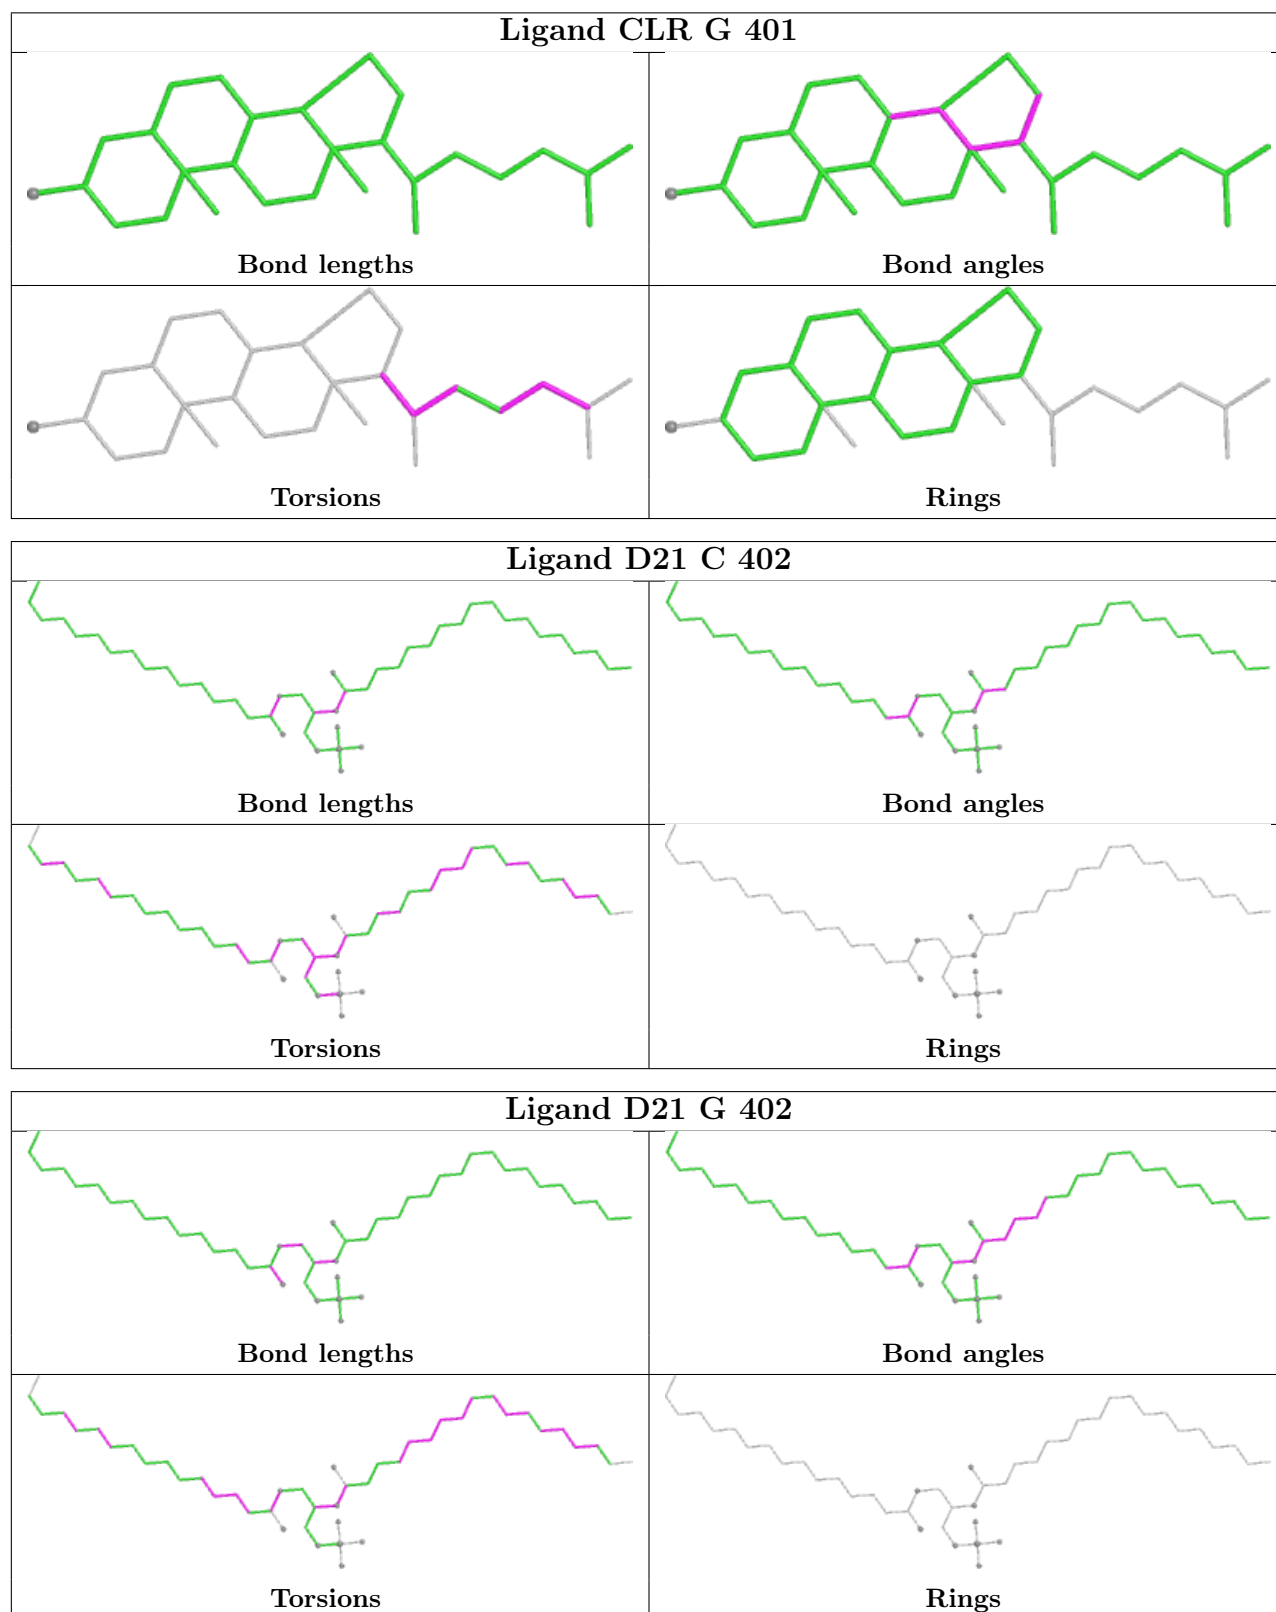 Ligand CLR G 401
Bond lengths
Bond angles
Torsions
Rings
Ligand D21 C 402
Bond lengths
Bond angles
Torsions
Rings
Ligand D21 G 402
Bond lengths
Bond angles
Torsions
Rings